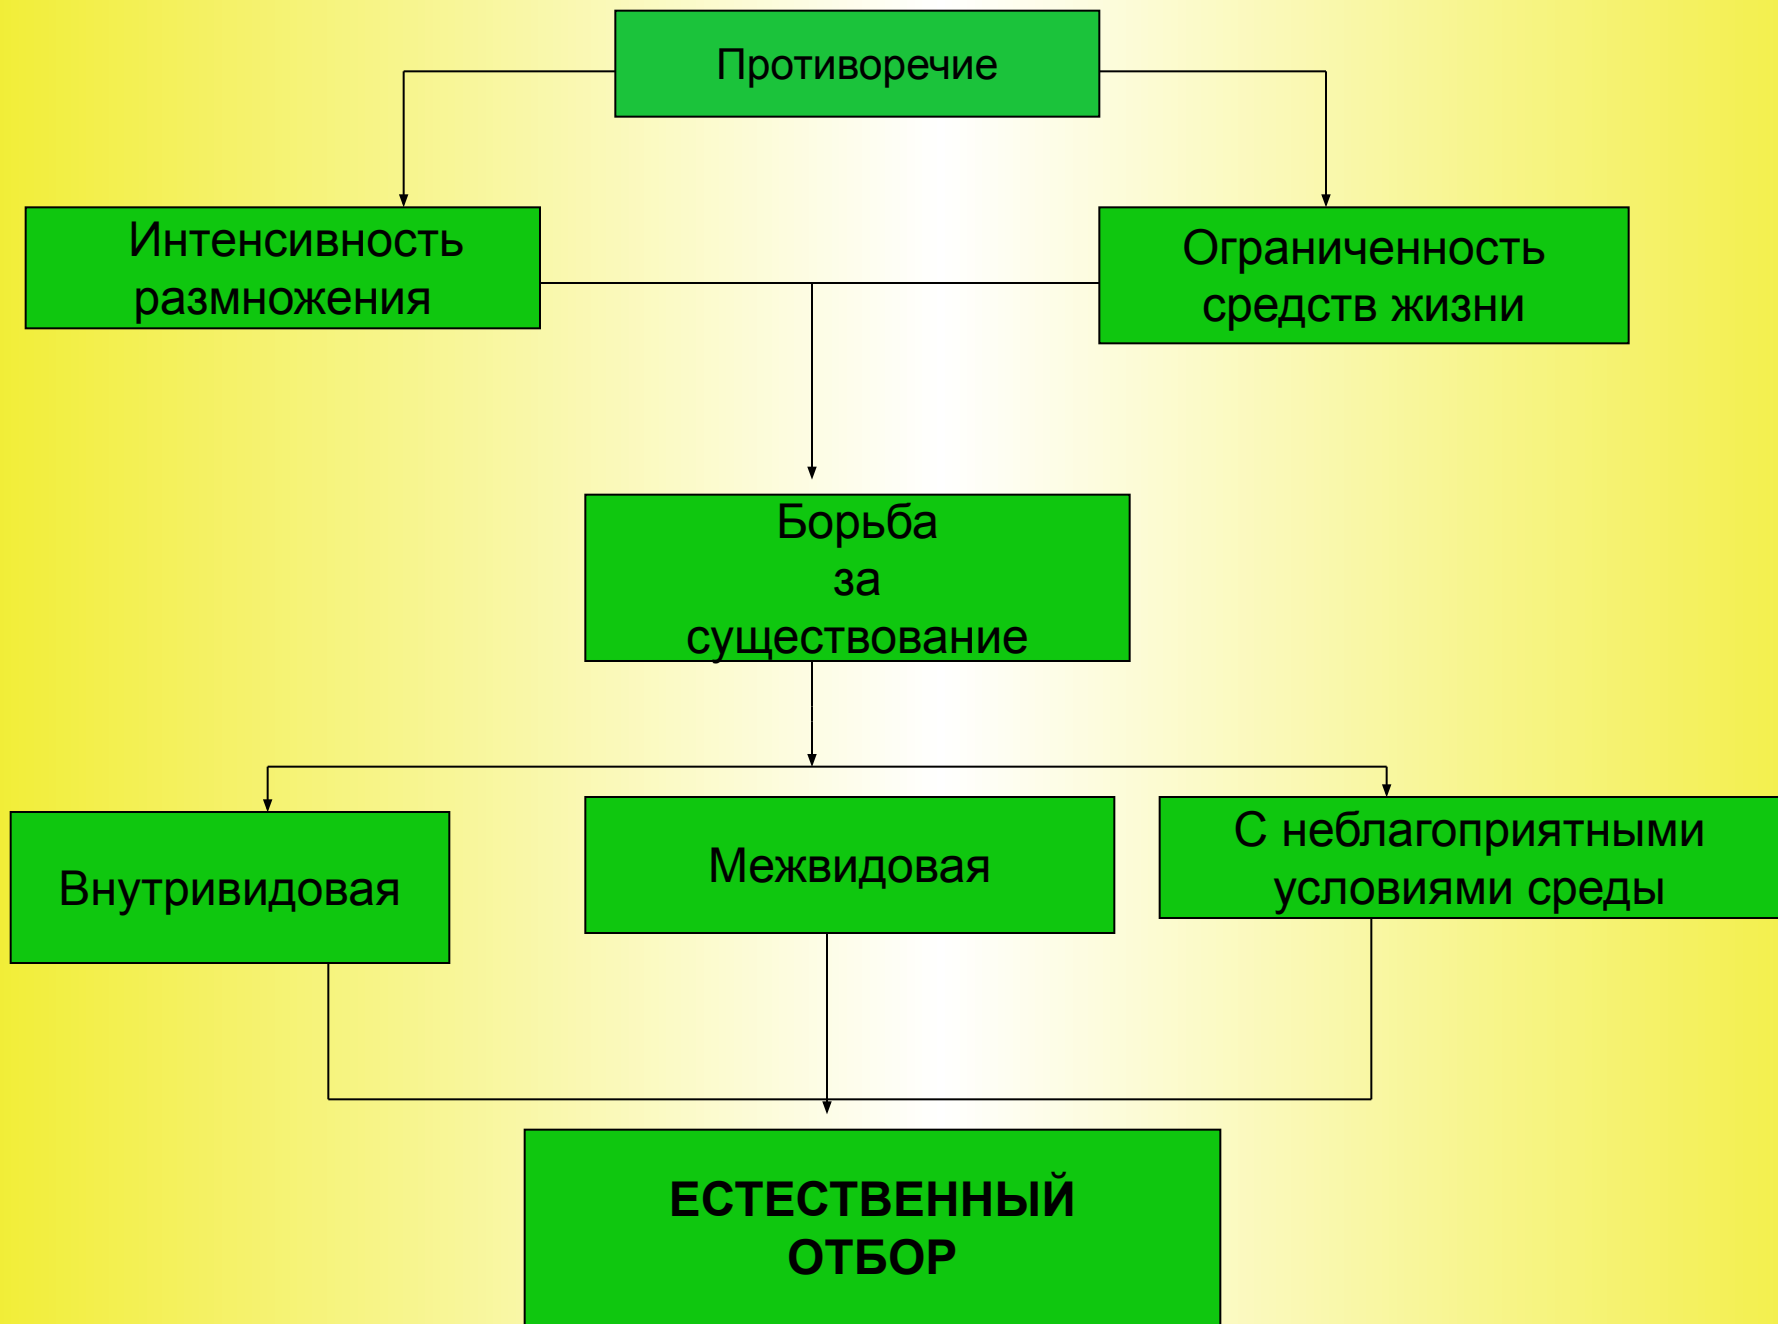 Противоречие
Интенсивность
размножения
Ограниченность
средств жизни
Борьба
за
существование
Внутривидовая
Межвидовая
С неблагоприятными
условиями среды
ЕСТЕСТВЕННЫЙ
ОТБОР